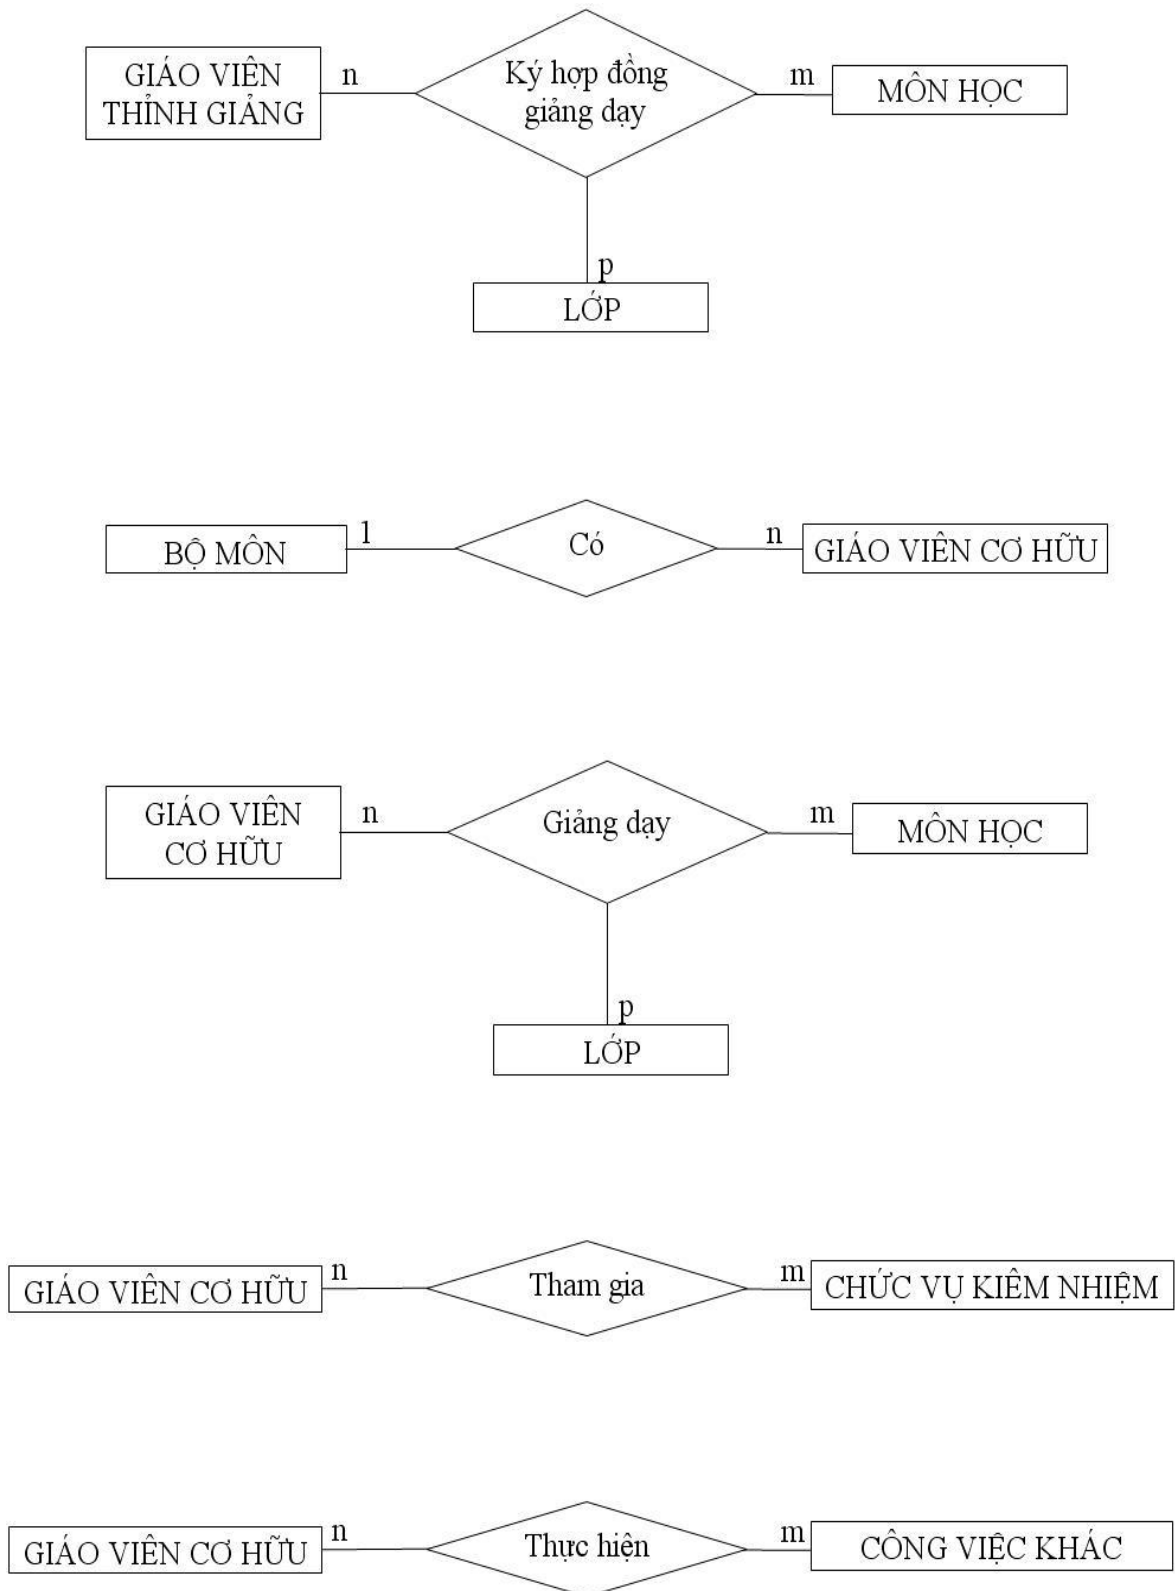 GIÁO VIÊN
THỈNH GIẢNG
n
Ký hợp đồng
giảng dạy
m
MÔN HỌC
p
LỚP
BỘ MÔN
1
Có
n
GIÁO VIÊN CƠ HỮU
GIÁO VIÊN
CƠ HỮU
n
Giảng dạy
m
MÔN HỌC
p
LỚP
GIÁO VIÊN CƠ HỮU
n
Tham gia
m
CHỨC VỤ KIÊM NHIỆM
GIÁO VIÊN CƠ HỮU
n
Thực hiện
m
CÔNG VIỆC KHÁC